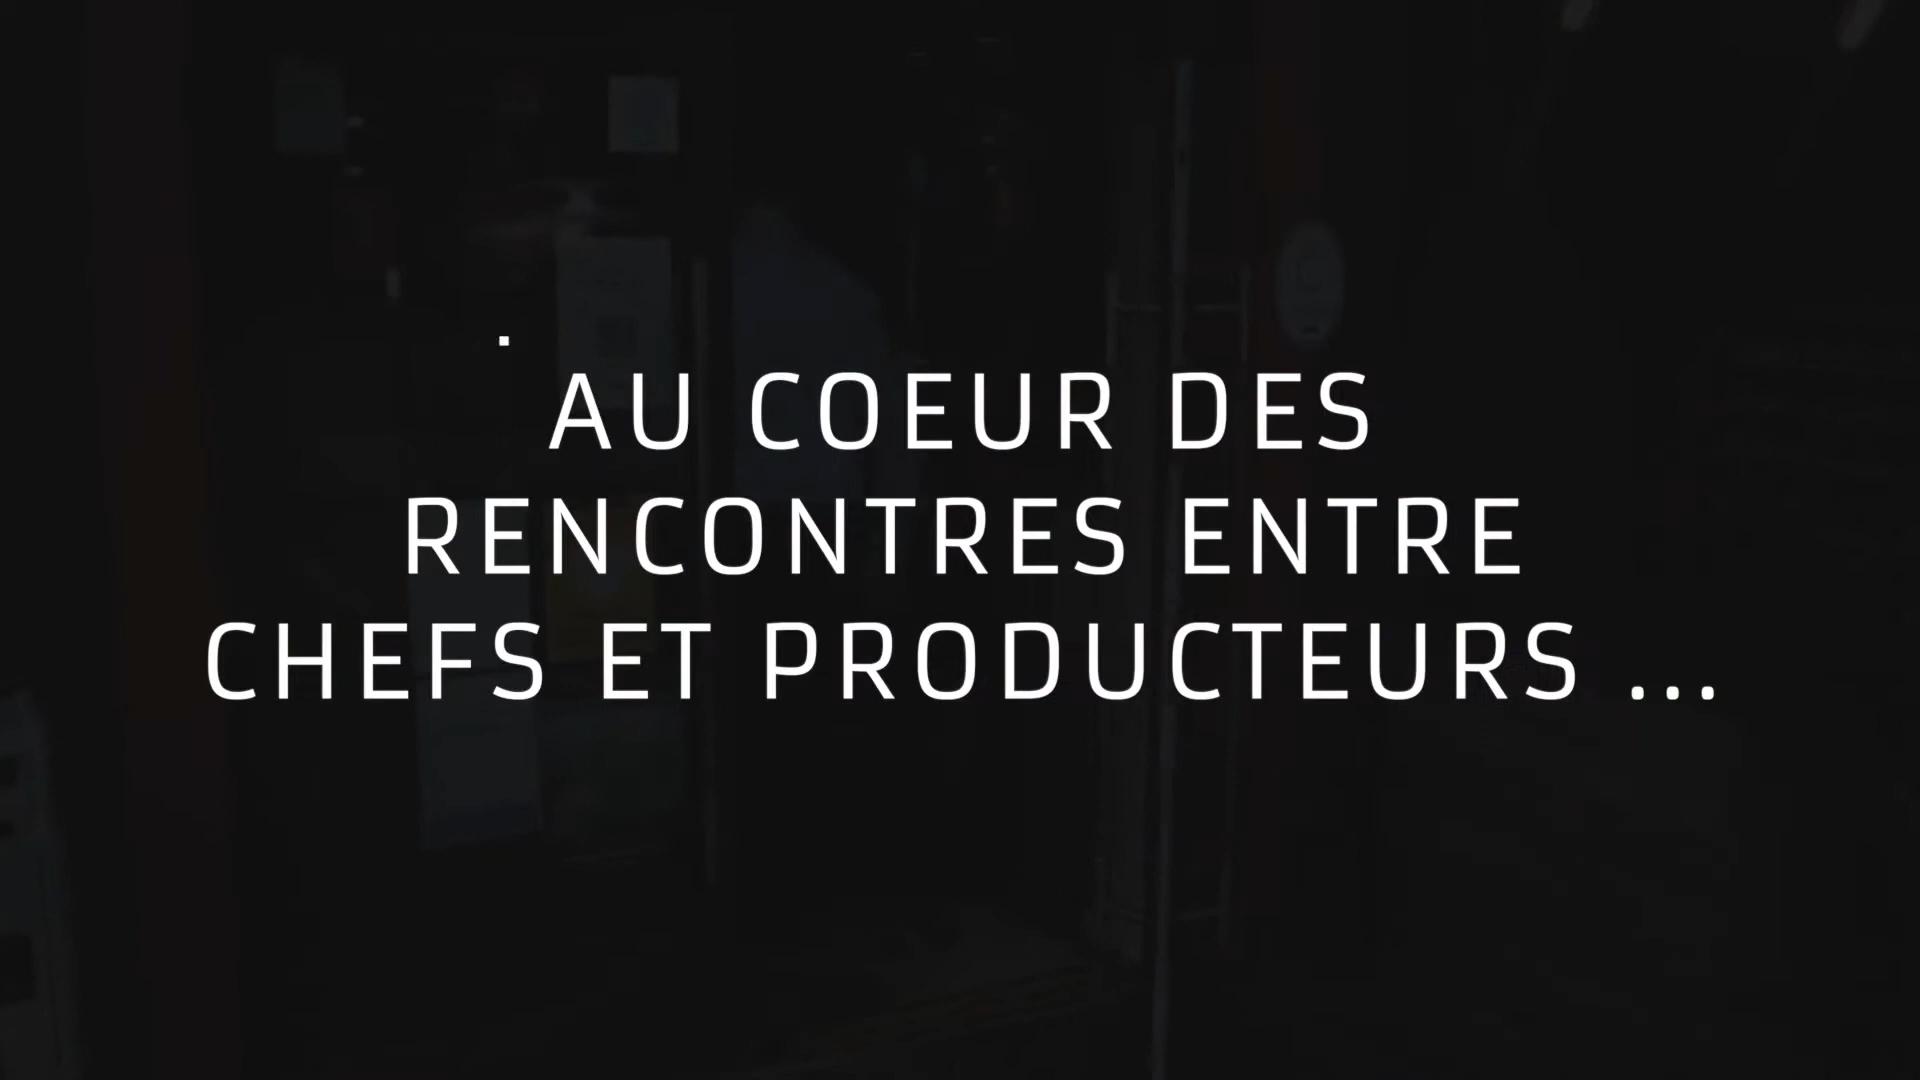 AU COEUR DES
RENCONTRES ENTRE
CHEFS ET PRODUCTEURS ...